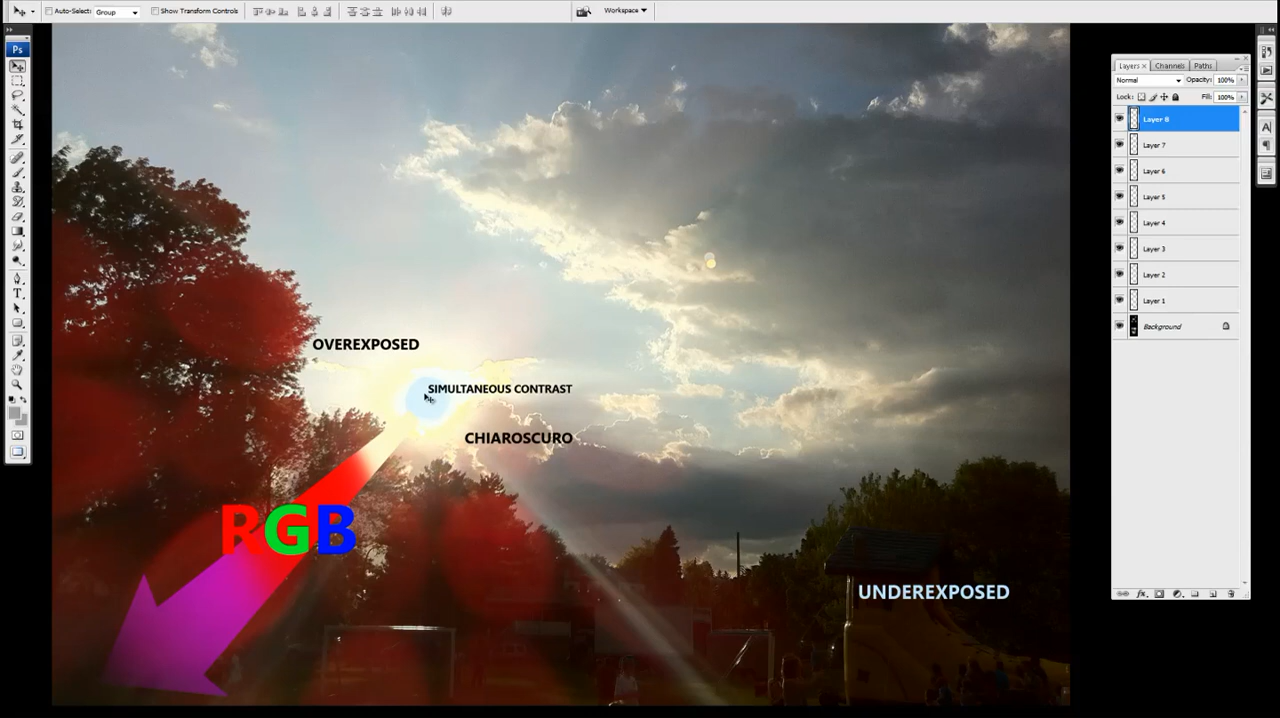 Auto-Select:
Group
Show Transform Controls
Workspace
Ps
Layers x
Channels
Paths
Normal
Opacity:
100%
Lock:
Fill:
100%
Layer 8
Layer 7
Layer 6
Layer 5
Layer 4
Layer 3
Layer 2
Layer 1
Background
OVEREXPOSED
SIMULTANEOUS CONTRAST
CHIAROSCURO
RGB
UNDEREXPOSED